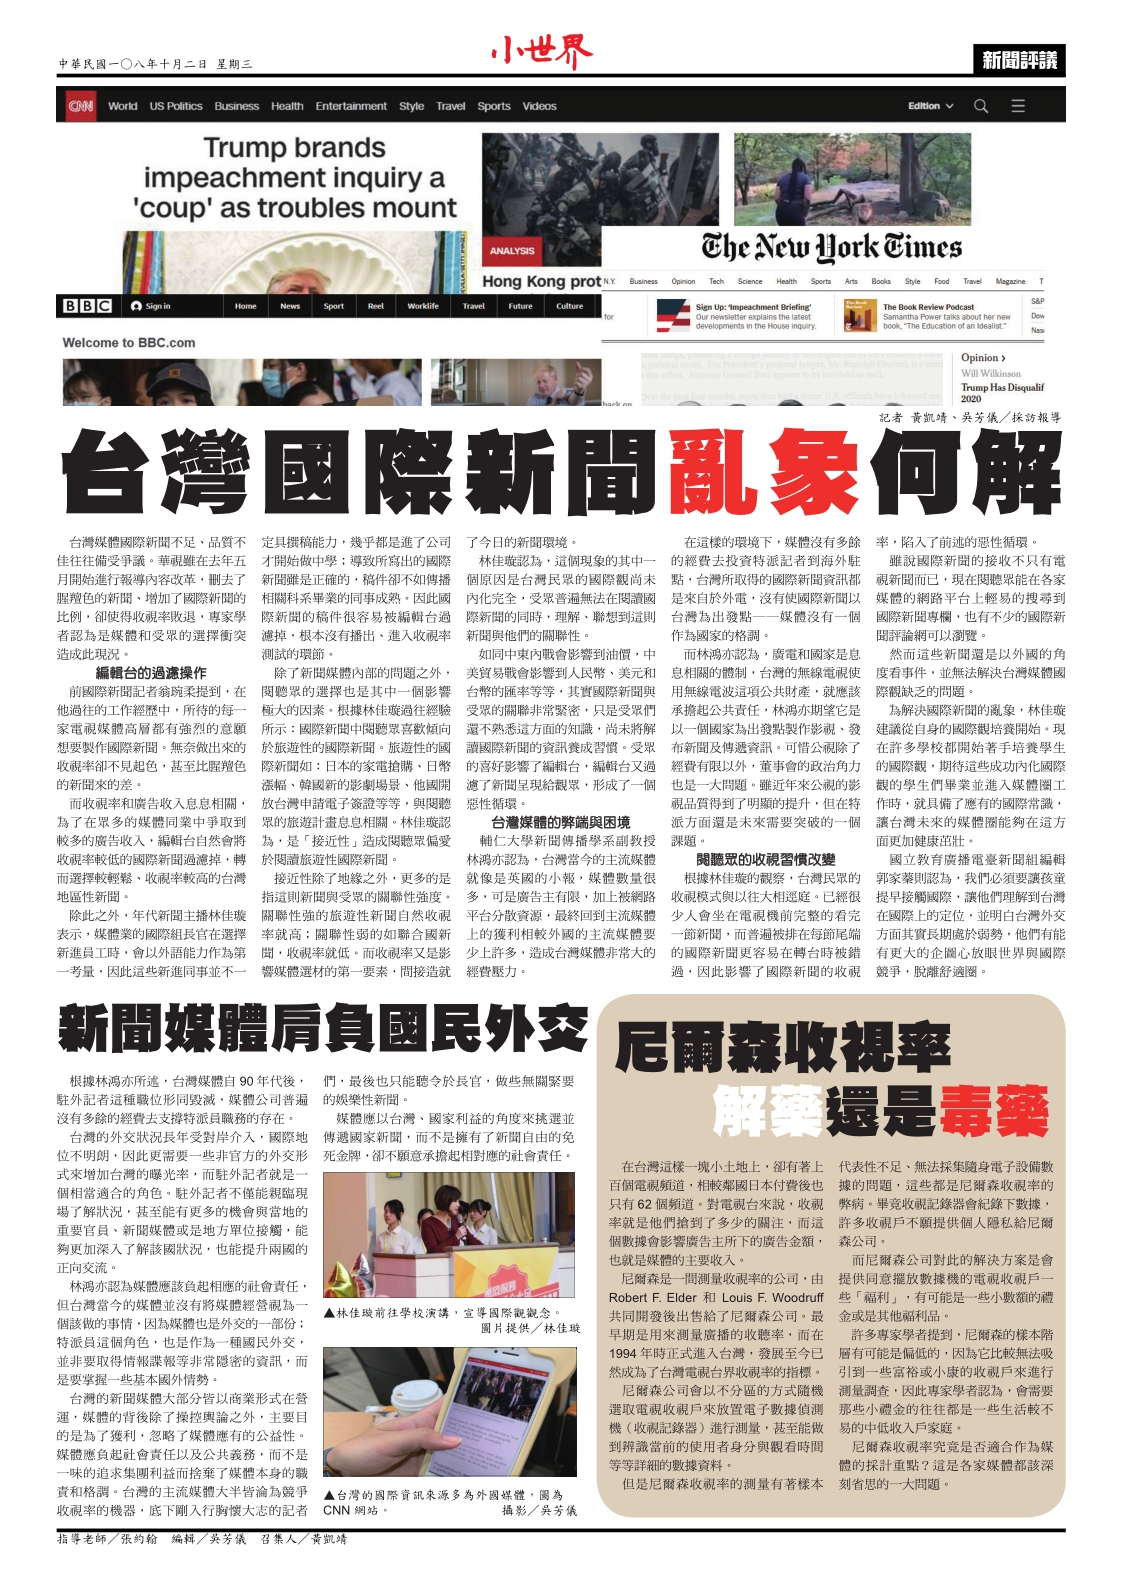 中華民國一〇八年十月二日 星期三
小世界
新聞評議
CNN World US Politics Business Health Entertainment Style Travel Sports Videos
Edition
Trump brands
impeachment inquiry a
'coup' as troubles mount
ANALYSIS
Hong Kong prot
BBC Sign in Home News Sport Reel Worklife Travel Future Culture
Welcome to BBC.com
The New York Times
N.Y. Business Opinion Tech Science Health Sports Arts Books Style Food Travel Magazine T
for
Sign Up: 'Impeachment Briefing'
Our newsletter explains the latest
developments in the House inquiry.
The Book Review Podcast
Samantha Power talks about her new
book, "The Education of an Idealist."
S&P
Dow
Nas
Opinion ›
Will Wilkinson
Trump Has Disqualif
2020
back on
記者 黃凱靖、吳芳儀╱採訪報導
台灣國際新聞亂象何解
台灣媒體國際新聞不足、品質不
佳往往備受爭議。華視雖在去年五
月開始進行報導內容改革，刪去了
腥羶色的新聞、增加了國際新聞的
比例，卻使得收視率敗退，專家學
者認為是媒體和受眾的選擇衝突
造成此現況。
編輯台的過濾操作
前國際新聞記者翁琬柔提到，在
他過往的工作經歷中，所待的每一
家電視媒體高層都有強烈的意願
想要製作國際新聞。無奈做出來的
收視率卻不見起色，甚至比腥羶色
的新聞來的差。
而收視率和廣告收入息息相關，
為了在眾多的媒體同業中爭取到
較多的廣告收入，編輯台自然會將
收視率較低的國際新聞過濾掉，轉
而選擇較輕鬆、收視率較高的台灣
地區性新聞。
除此之外，年代新聞主播林佳璇
表示，媒體業的國際組長官在選擇
新進員工時，會以外語能力作為第
一考量，因此這些新進同事並不一
定具撰稿能力，幾乎都是進了公司
才開始做中學；導致所寫出的國際
新聞雖是正確的，稿件卻不如傳播
相關科系畢業的同事成熟。因此國
際新聞的稿件很容易被編輯台過
濾掉，根本沒有播出、進入收視率
測試的環節。
除了新聞媒體內部的問題之外，
閱聽眾的選擇也是其中一個影響
極大的因素。根據林佳璇過往經驗
所示：國際新聞中閱聽眾喜歡傾向
於旅遊性的國際新聞。旅遊性的國
際新聞如：日本的家電搶購、日幣
漲幅、韓國新的影劇場景、他國開
放台灣申請電子簽證等等，與閱聽
眾的旅遊計畫息息相關。林佳璇認
為，是「接近性」造成閱聽眾偏愛
於閱讀旅遊性國際新聞。
接近性除了地緣之外，更多的是
指這則新聞與受眾的關聯性強度。
關聯性強的旅遊性新聞自然收視
率就高；關聯性弱的如聯合國新
聞，收視率就低。而收視率又是影
響媒體選材的第一要素，間接造就
了今日的新聞環境。
林佳璇認為，這個現象的其中一
個原因是台灣民眾的國際觀尚未
內化完全，受眾普遍無法在閱讀國
際新聞的同時，理解、聯想到這則
新聞與他們的關聯性。
如同中東內戰會影響到油價，中
美貿易戰會影響到人民幣、美元和
台幣的匯率等等，其實國際新聞與
受眾的關聯非常緊密，只是受眾們
還不熟悉這方面的知識，尚未將解
讀國際新聞的資訊養成習慣。受眾
的喜好影響了編輯台，編輯台又過
濾了新聞呈現給觀眾，形成了一個
惡性循環。
台灣媒體的弊端與困境
輔仁大學新聞傳播學系副教授
林鴻亦認為，台灣當今的主流媒體
就像是英國的小報，媒體數量很
多，可是廣告主有限，加上被網路
平台分散資源，最終回到主流媒體
上的獲利相較外國的主流媒體要
少上許多，造成台灣媒體非常大的
經費壓力。
在這樣的環境下，媒體沒有多餘
的經費去投資特派記者到海外駐
點，台灣所取得的國際新聞資訊都
是來自於外電，沒有使國際新聞以
台灣為出發點——媒體沒有一個
作為國家的格調。
而林鴻亦認為，廣電和國家是息
息相關的體制，台灣的無線電視使
用無線電波這項公共財產，就應該
承擔起公共責任，林鴻亦期望它是
以一個國家為出發點製作影視、發
布新聞及傳遞資訊。可惜公視除了
經費有限以外，董事會的政治角力
也是一大問題。雖近年來公視的影
視品質得到了明顯的提升，但在特
派方面還是未來需要突破的一個
課題。
閱聽眾的收視習慣改變
根據林佳璇的觀察，台灣民眾的
收視模式與以往大相逕庭。已經很
少人會坐在電視機前完整的看完
一節新聞，而普遍被排在每節尾端
的國際新聞更容易在轉台時被錯
過，因此影響了國際新聞的收視
率，陷入了前述的惡性循環。
雖說國際新聞的接收不只有電
視新聞而已，現在閱聽眾能在各家
媒體的網路平台上輕易的搜尋到
國際新聞專欄，也有不少的國際新
聞評論網可以瀏覽。
然而這些新聞還是以外國的角
度看事件，並無法解決台灣媒體國
際觀缺乏的問題。
為解決國際新聞的亂象，林佳璇
建議從自身的國際觀培養開始。現
在許多學校都開始著手培養學生
的國際觀，期待這些成功內化國際
觀的學生們畢業並進入媒體圈工
作時，就具備了應有的國際常識，
讓台灣未來的媒體圈能夠在這方
面更加健康茁壯。
國立教育廣播電臺新聞組編輯
郭家蓁則認為，我們必須要讓孩童
提早接觸國際，讓他們理解到台灣
在國際上的定位，並明白台灣外交
方面其實長期處於弱勢，他們有能
有更大的企圖心放眼世界與國際
競爭，脫離舒適圈。
新聞媒體肩負國民外交
根據林鴻亦所述，台灣媒體自 90 年代後，
駐外記者這種職位形同毀滅，媒體公司普遍
沒有多餘的經費去支撐特派員職務的存在。
台灣的外交狀況長年受對岸介入，國際地
位不明朗，因此更需要一些非官方的外交形
式來增加台灣的曝光率，而駐外記者就是一
個相當適合的角色。駐外記者不僅能親臨現
場了解狀況，甚至能有更多的機會與當地的
重要官員、新聞媒體或是地方單位接觸，能
夠更加深入了解該國狀況，也能提升兩國的
正向交流。
林鴻亦認為媒體應該負起相應的社會責任，
但台灣當今的媒體並沒有將媒體經營視為一
個該做的事情，因為媒體也是外交的一部份；
特派員這個角色，也是作為一種國民外交，
並非要取得情報諜報等非常隱密的資訊，而
是要掌握一些基本國外情勢。
台灣的新聞媒體大部分皆以商業形式在營
運，媒體的背後除了操控輿論之外，主要目
的是為了獲利，忽略了媒體應有的公益性。
媒體應負起社會責任以及公共義務，而不是
一味的追求集團利益而捨棄了媒體本身的職
責和格調。台灣的主流媒體大半皆淪為競爭
收視率的機器，底下剛入行胸懷大志的記者
們，最後也只能聽令於長官，做些無關緊要
的娛樂性新聞。
媒體應以台灣、國家利益的角度來挑選並
傳遞國家新聞，而不是擁有了新聞自由的免
死金牌，卻不願意承擔起相對應的社會責任。
▲林佳璇前往學校演講，宣導國際觀觀念。
圖片提供／林佳璇
▲台灣的國際資訊來源多為外國媒體，圖為
CNN 網站。 攝影／吳芳儀
尼爾森收視率
解藥還是毒藥
在台灣這樣一塊小土地上，卻有著上
百個電視頻道，相較鄰國日本付費後也
只有 62 個頻道。對電視台來說，收視
率就是他們搶到了多少的關注，而這
個數據會影響廣告主所下的廣告金額，
也就是媒體的主要收入。
尼爾森是一間測量收視率的公司，由
Robert F. Elder 和 Louis F. Woodruff
共同開發後出售給了尼爾森公司。最
早期是用來測量廣播的收聽率，而在
1994 年時正式進入台灣，發展至今已
然成為了台灣電視台界收視率的指標。
尼爾森公司會以不分區的方式隨機
選取電視收視戶來放置電子數據偵測
機（收視記錄器）進行測量，甚至能做
到辨識當前的使用者身分與觀看時間
等等詳細的數據資料。
但是尼爾森收視率的測量有著樣本
代表性不足、無法採集隨身電子設備數
據的問題，這些都是尼爾森收視率的
弊病。畢竟收視記錄器會紀錄下數據，
許多收視戶不願提供個人隱私給尼爾
森公司。
而尼爾森公司對此的解決方案是會
提供同意擺放數據機的電視收視戶一
些「福利」，有可能是一些小數額的禮
金或是其他福利品。
許多專家學者提到，尼爾森的樣本階
層有可能是偏低的，因為它比較無法吸
引到一些富裕或小康的收視戶來進行
測量調查，因此專家學者認為，會需要
那些小禮金的往往都是一些生活較不
易的中低收入戶家庭。
尼爾森收視率究竟是否適合作為媒
體的採計重點？這是各家媒體都該深
刻省思的一大問題。
指導老師／張約翰 編輯／吳芳儀 召集人／黃凱靖